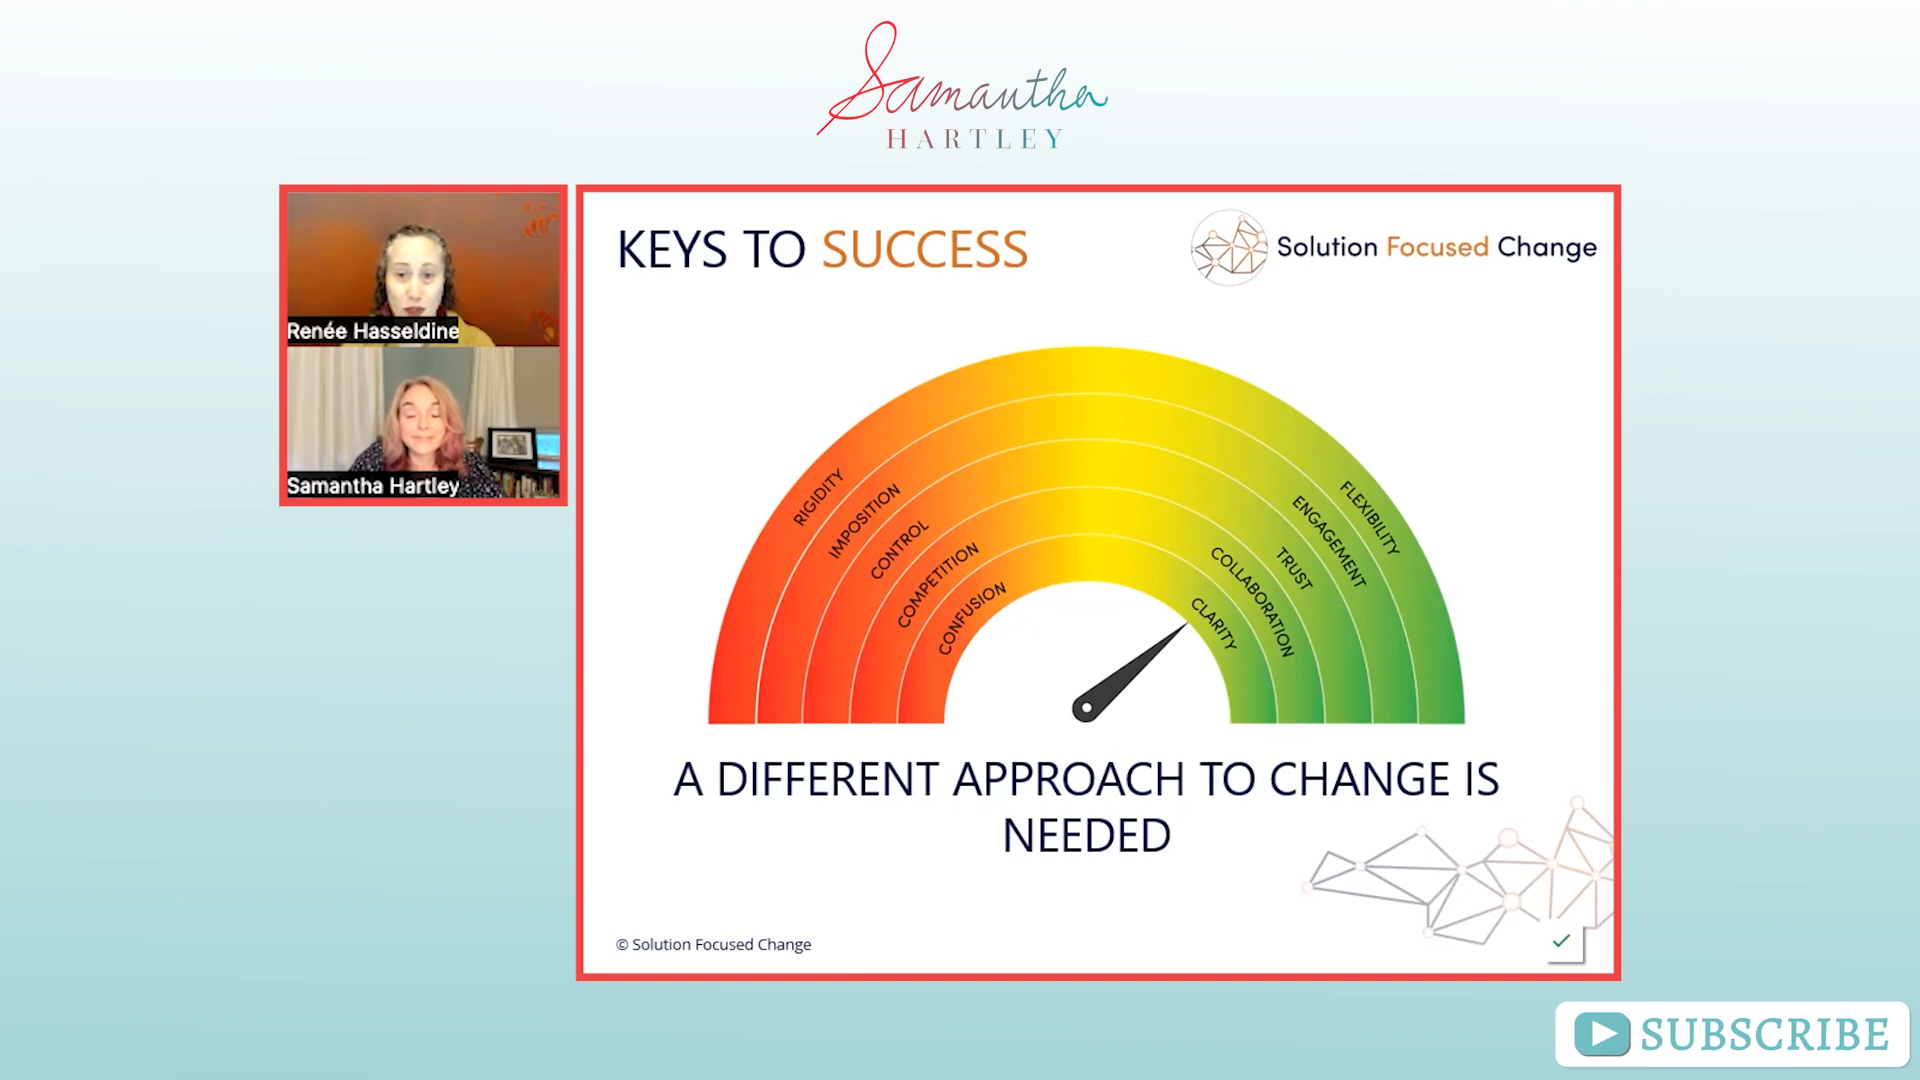 Samantha
HARTLEY
Renée Hasseldine
Samantha Hartley
KEYS TO SUCCESS
Solution Focused Change
RIGIDITY
IMPOSITION
CONTROL
COMPETITION
CONFUSION
FLEXIBILITY
ENGAGEMENT
TRUST
COLLABORATION
CLARITY
A DIFFERENT APPROACH TO CHANGE IS
NEEDED
© Solution Focused Change
SUBSCRIBE